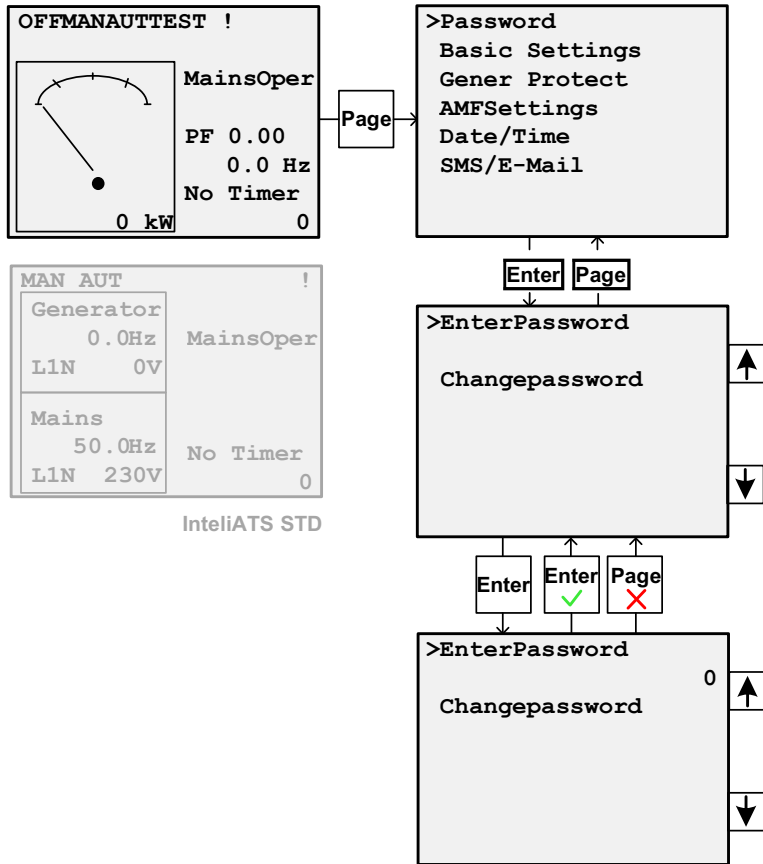 OFFMANAUTTEST !
MainsOper
PF 0.00
0.0 Hz
No Timer
0 kW 0
Page
>Password
Basic Settings
Gener Protect
AMFSettings
Date/Time
SMS/E-Mail
Enter Page
MAN AUT !
Generator
0.0Hz MainsOper
L1N 0V
Mains
50.0Hz No Timer
L1N 230V 0
InteliATS STD
>EnterPassword
Changepassword
Enter Enter Page
>EnterPassword
0
Changepassword